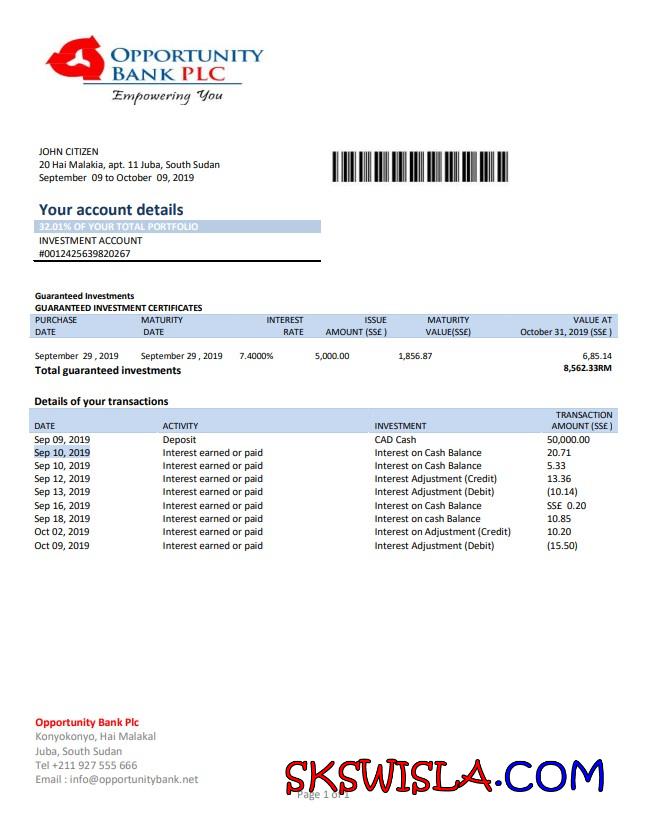 OPPORTUNITY
BANK PLC
Empowering You
JOHN CITIZEN
20 Hai Malakia, apt. 11 Juba, South Sudan
September 09 to October 09, 2019
Your account details
32.01% OF YOUR TOTAL PORTFOLIO
INVESTMENT ACCOUNT
#0012425639820267
Guaranteed Investments
GUARANTEED INVESTMENT CERTIFICATES
PURCHASE MATURITY INTEREST ISSUE MATURITY VALUE AT
DATE DATE RATE AMOUNT (SS£ ) VALUE(SS£) October 31, 2019 (SS£ )
September 29 , 2019 September 29 , 2019 7.4000% 5,000.00 1,856.87 6,85.14
Total guaranteed investments 8,562.33RM
Details of your transactions
TRANSACTION
DATE ACTIVITY INVESTMENT AMOUNT (SS£ )
Sep 09, 2019 Deposit CAD Cash 50,000.00
Sep 10, 2019 Interest earned or paid Interest on Cash Balance 20.71
Sep 10, 2019 Interest earned or paid Interest on Cash Balance 5.33
Sep 12, 2019 Interest earned or paid Interest Adjustment (Credit) 13.36
Sep 13, 2019 Interest earned or paid Interest Adjustment (Debit) (10.14)
Sep 16, 2019 Interest earned or paid Interest on Cash Balance SS£ 0.20
Sep 18, 2019 Interest earned or paid Interest on cash Balance 10.85
Oct 02, 2019 Interest earned or paid Interest on Adjustment (Credit) 10.20
Oct 09, 2019 Interest earned or paid Interest Adjustment (Debit) (15.50)
Opportunity Bank Plc
Konyokonyo, Hai Malakal
Juba, South Sudan
Tel +211 927 555 666
Email : info@opportunitybank.net
SKSWISLA.COM
Page 1 of 1